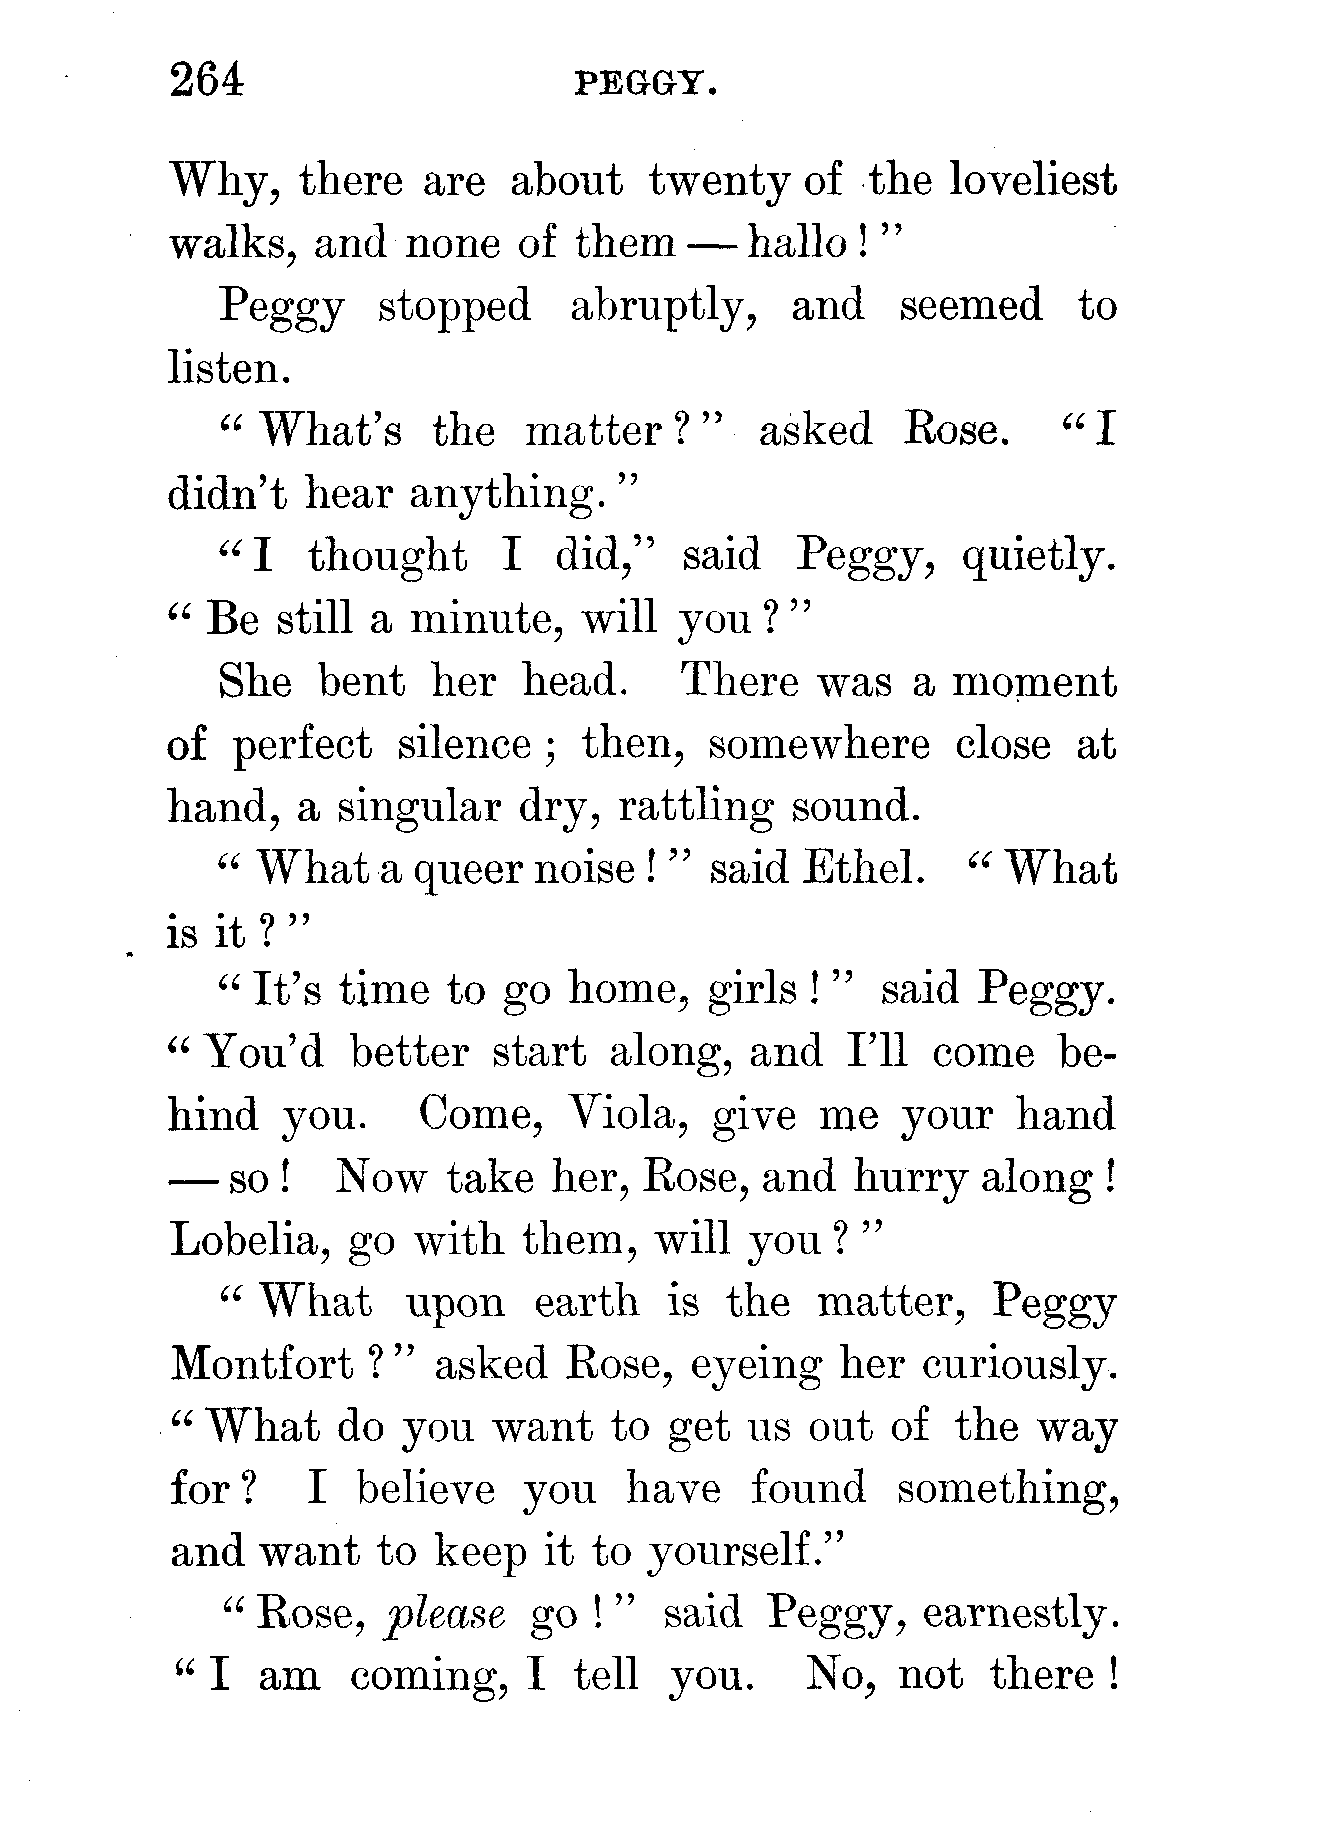 264 PEGGY.
Why, there are about twenty of the loveliest
walks, and none of them — hallo! "
Peggy stopped abruptly, and seemed to
listen.
" What's the matter? " asked Rose. " I
didn't hear anything. "
" I thought I did," said Peggy, quietly.
" Be still a minute, will you? "
She bent her head. There was a moment
of perfect silence ; then, somewhere close at
hand, a singular dry, rattling sound.
" What a queer noise! " said Ethel. " What
is it? "
" It's time to go home, girls! " said Peggy.
" You'd better start along, and I'll come be-
hind you. Come, Viola, give me your hand
— so! Now take her, Rose, and hurry along!
Lobelia, go with them, will you? "
" What upon earth is the matter, Peggy
Montfort? " asked Rose, eyeing her curiously.
" What do you want to get us out of the way
for? I believe you have found something,
and want to keep it to yourself."
" Rose, please go! " said Peggy, earnestly.
" I am coming, I tell you. No, not there!